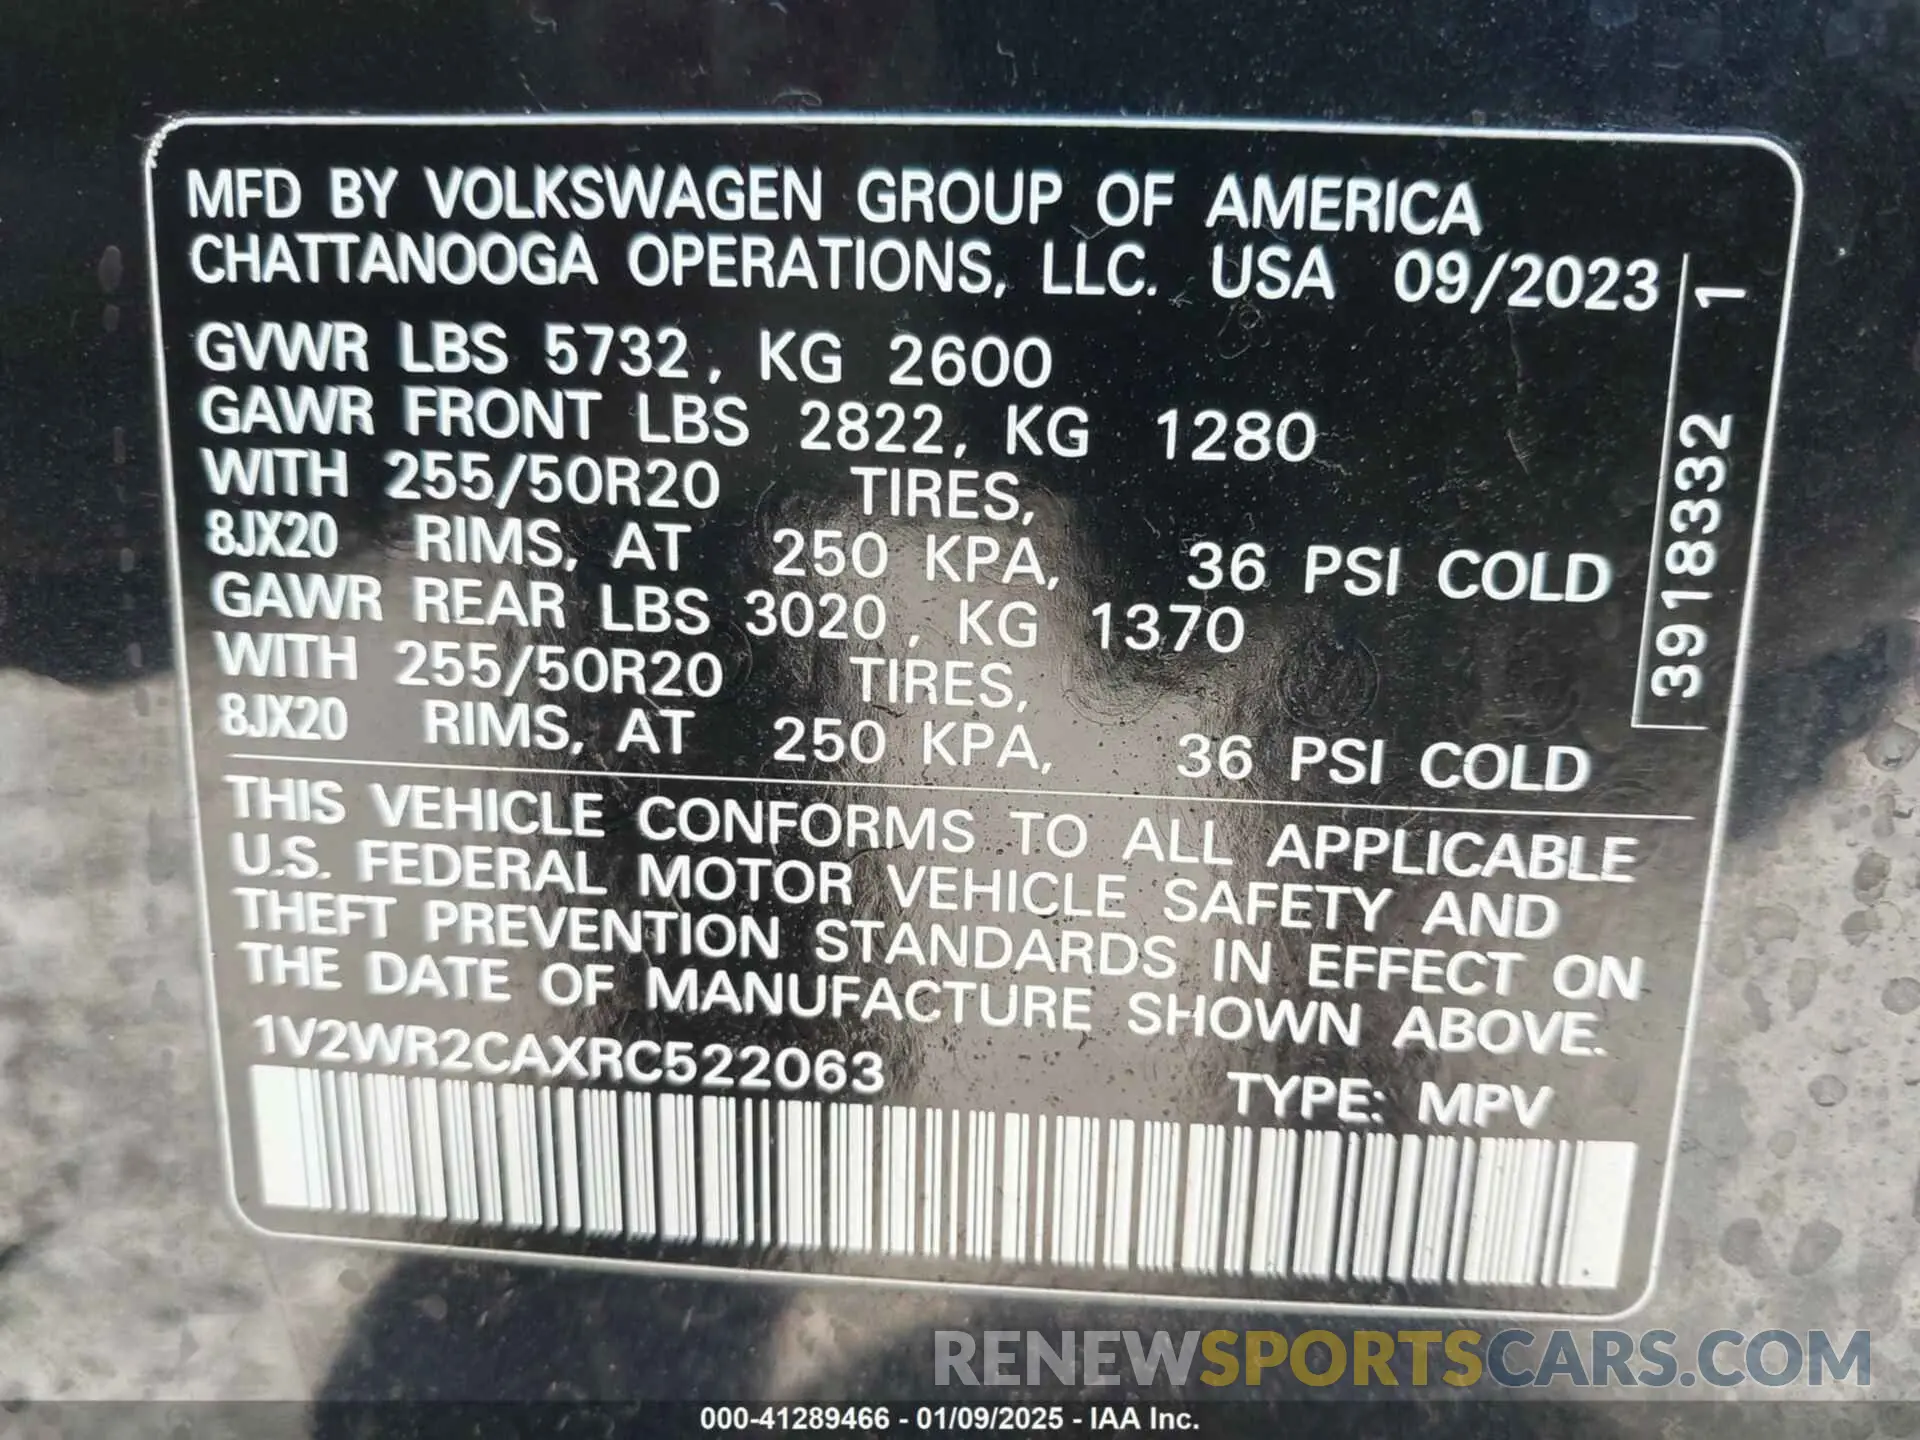 MFD BY VOLKSWAGEN GROUP OF AMERICA
CHATTANOOGA OPERATIONS, LLC. USA 09/2023
GVWR LBS 5732, KG 2600
GAWR FRONT LBS 2822, KG 1280
WITH 255/50R20 TIRES,
8JX20 RIMS, AT 250 KPA, 36 PSI COLD
GAWR REAR LBS 3020, KG 1370
WITH 255/50R20 TIRES,
8JX20 RIMS, AT 250 KPA, 36 PSI COLD
3918332 1
THIS VEHICLE CONFORMS TO ALL APPLICABLE
U.S. FEDERAL MOTOR VEHICLE SAFETY AND
THEFT PREVENTION STANDARDS IN EFFECT ON
THE DATE OF MANUFACTURE SHOWN ABOVE.
1V2WR2CAXRC522063
TYPE: MPV
RENEWSPORTSCARS.COM
000-41289466 - 01/09/2025 - IAA Inc.